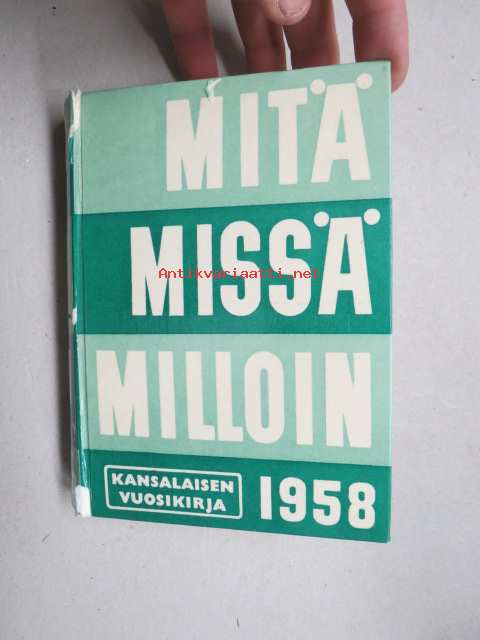 MITÄ
MISSÄ
Antikvariaatti.net
MILLOIN
KANSALAISEN
VUOSIKIRJA
1958